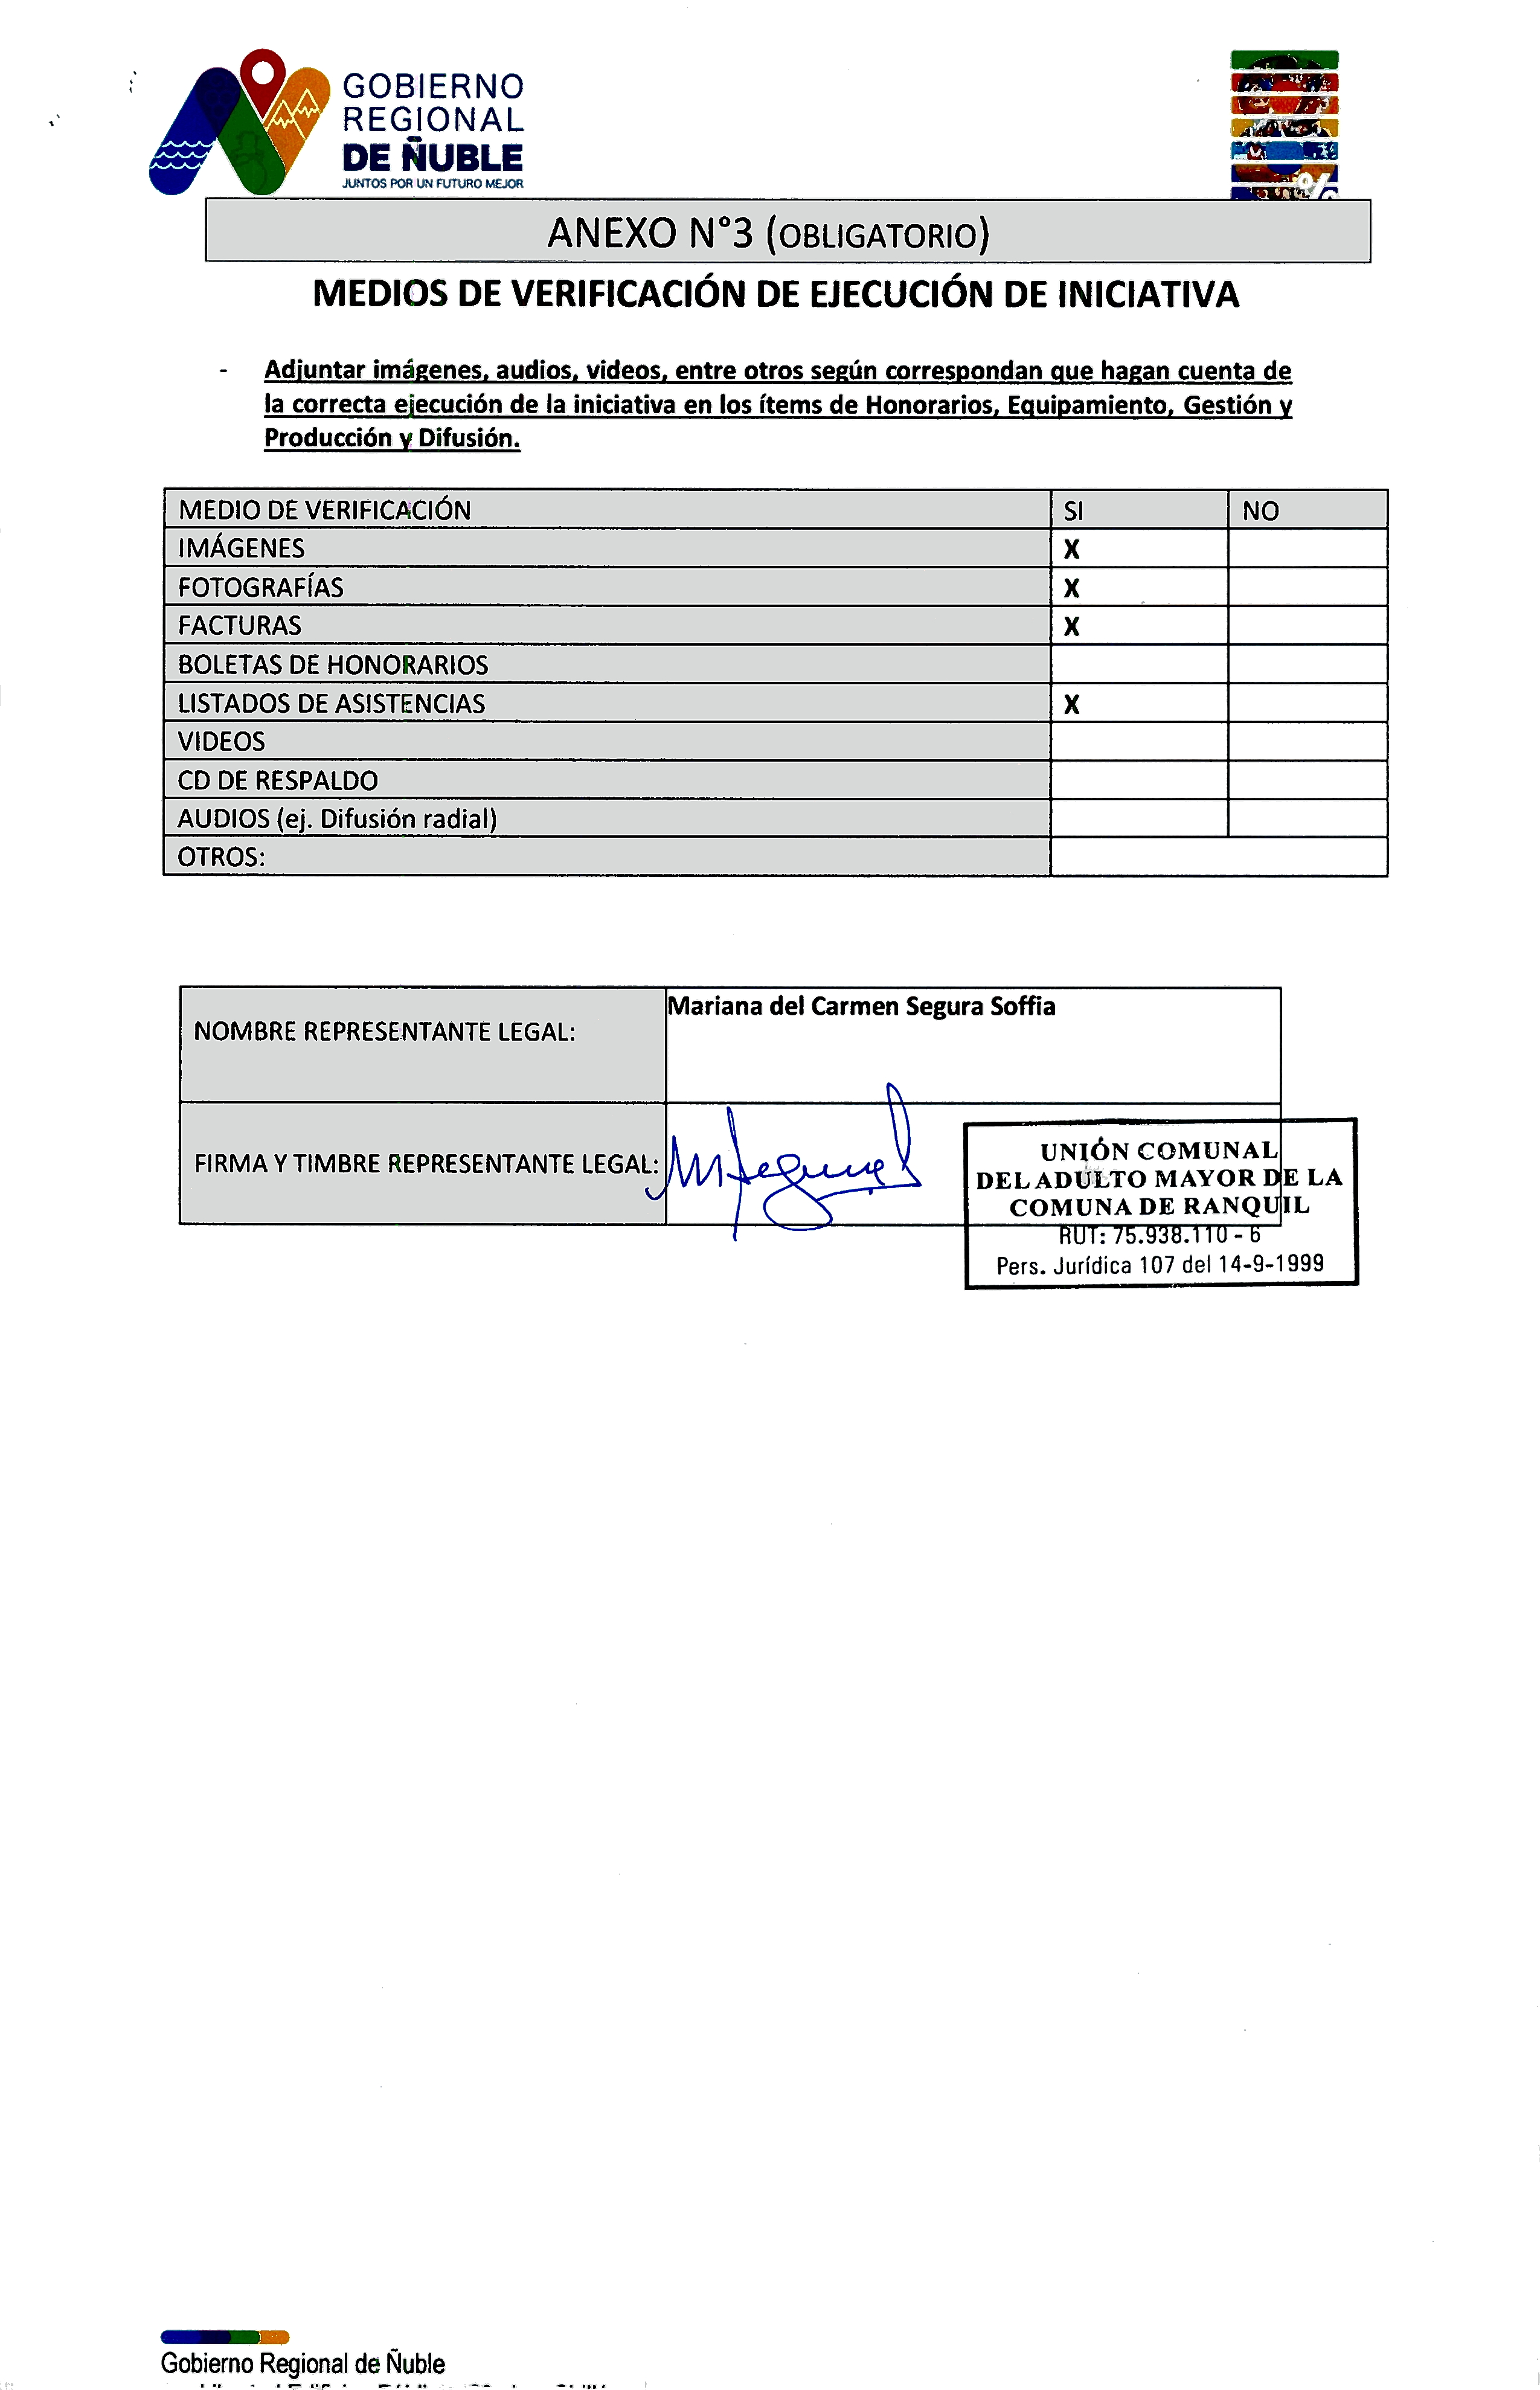 GOBIERNO
REGIONAL
DE ÑUBLE
JUNTOS POR UN FUTURO MEJOR
%
ANEXO N°3 (OBLIGATORIO)
MEDIOS DE VERIFICACIÓN DE EJECUCIÓN DE INICIATIVA
- Adjuntar imágenes, audios, videos, entre otros según correspondan que hagan cuenta de
la correcta ejecución de la iniciativa en los ítems de Honorarios, Equipamiento, Gestión y
Producción y Difusión.
MEDIO DE VERIFICACIÓN SI NO
IMÁGENES X
FOTOGRAFÍAS X
FACTURAS X
BOLETAS DE HONORARIOS
LISTADOS DE ASISTENCIAS X
VIDEOS
CD DE RESPALDO
AUDIOS (ej. Difusión radial)
OTROS:
NOMBRE REPRESENTANTE LEGAL: Mariana del Carmen Segura Soffia
FIRMA Y TIMBRE REPRESENTANTE LEGAL: MSegura
UNIÓN COMUNAL
DEL ADULTO MAYOR DE LA
COMUNA DE RANQUIL
RUT: 75.938.110 - 6
Pers. Jurídica 107 del 14-9-1999
Gobierno Regional de Ñuble